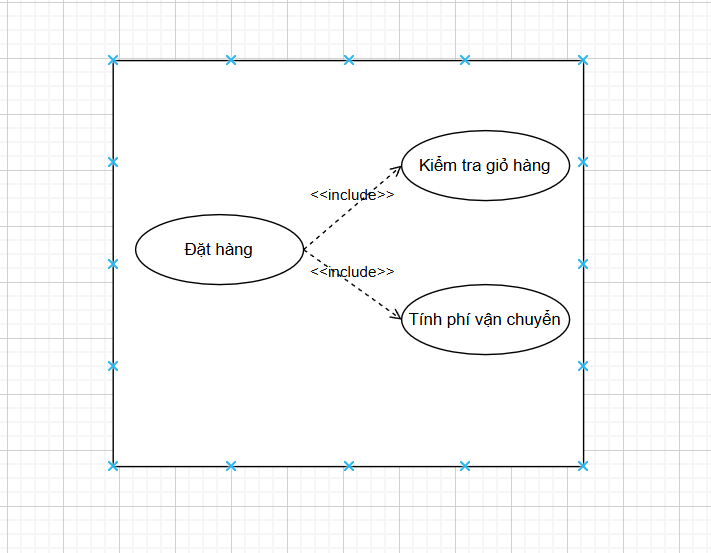 Kiểm tra giỏ hàng
<<include>>
Đặt hàng
<<include>>
Tính phí vận chuyển